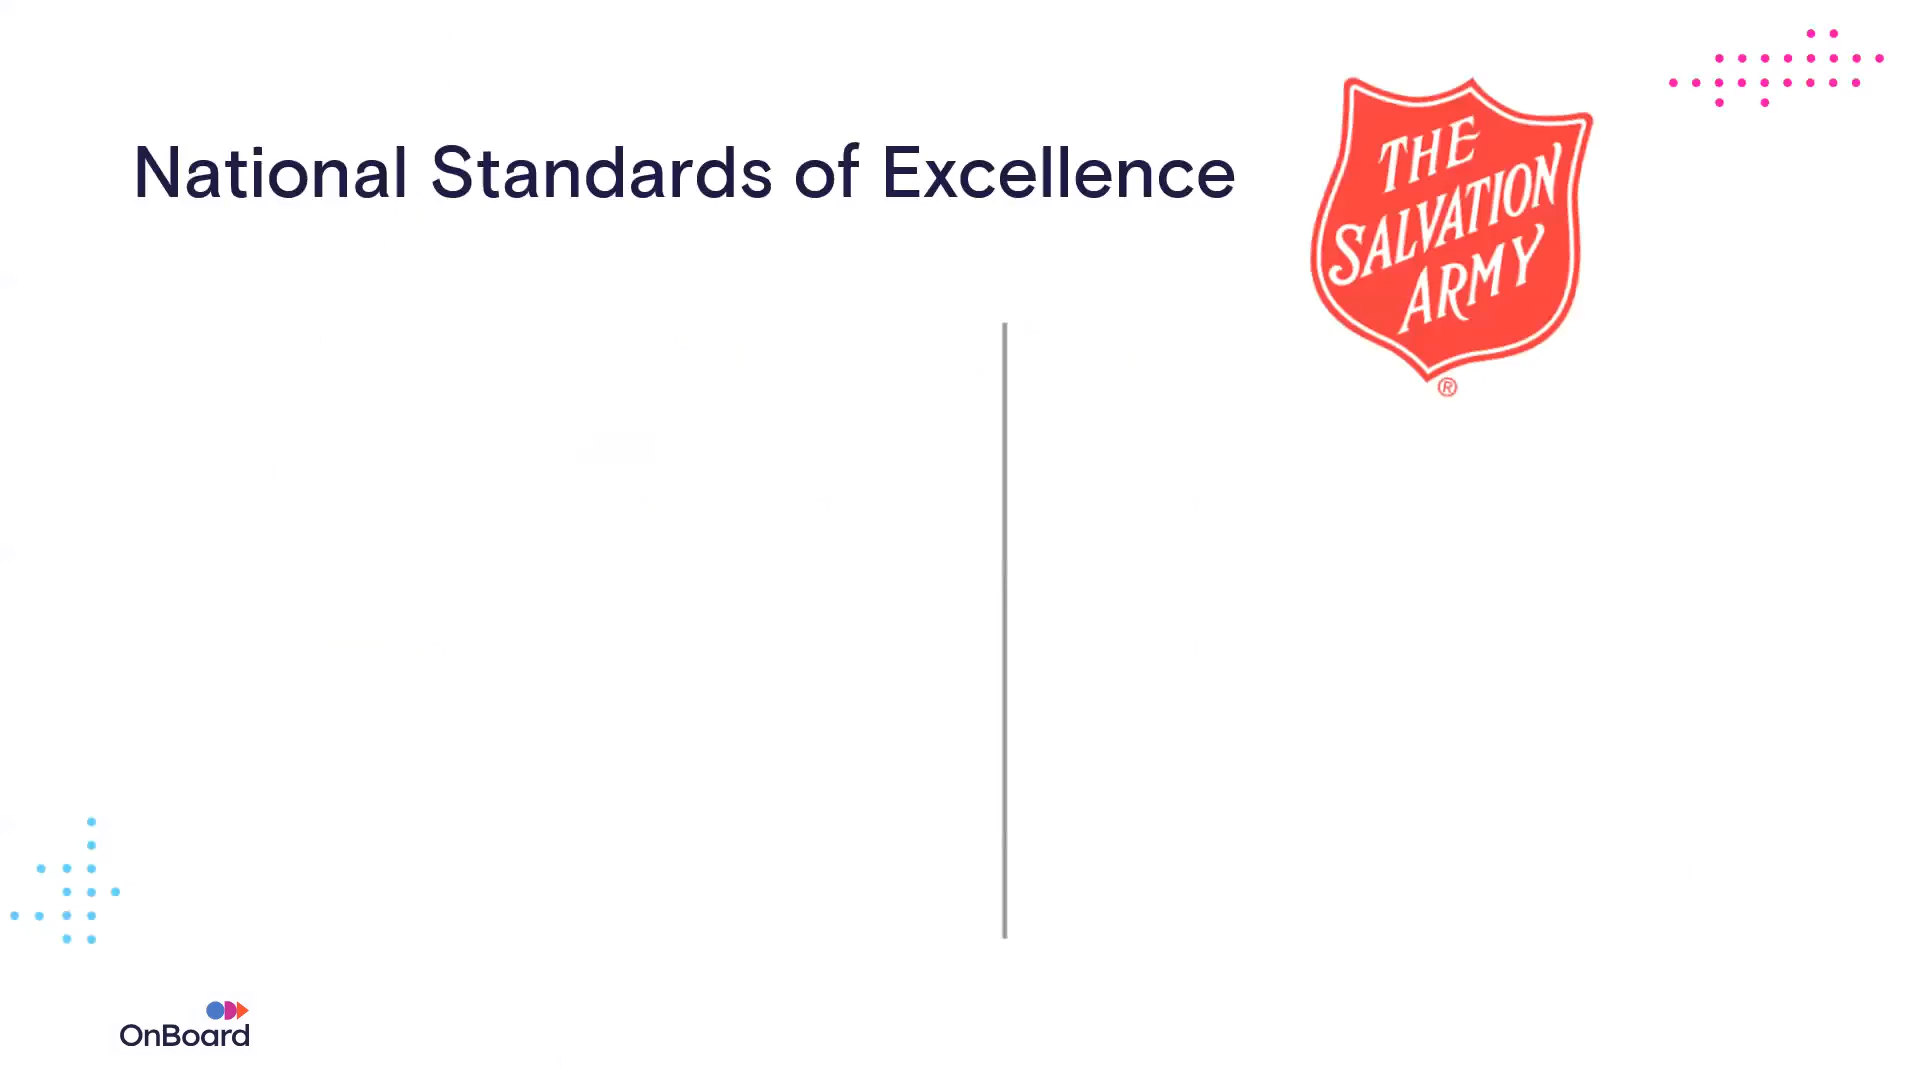 National Standards of Excellence
THE
SALVATION
ARMY
®
OnBoard